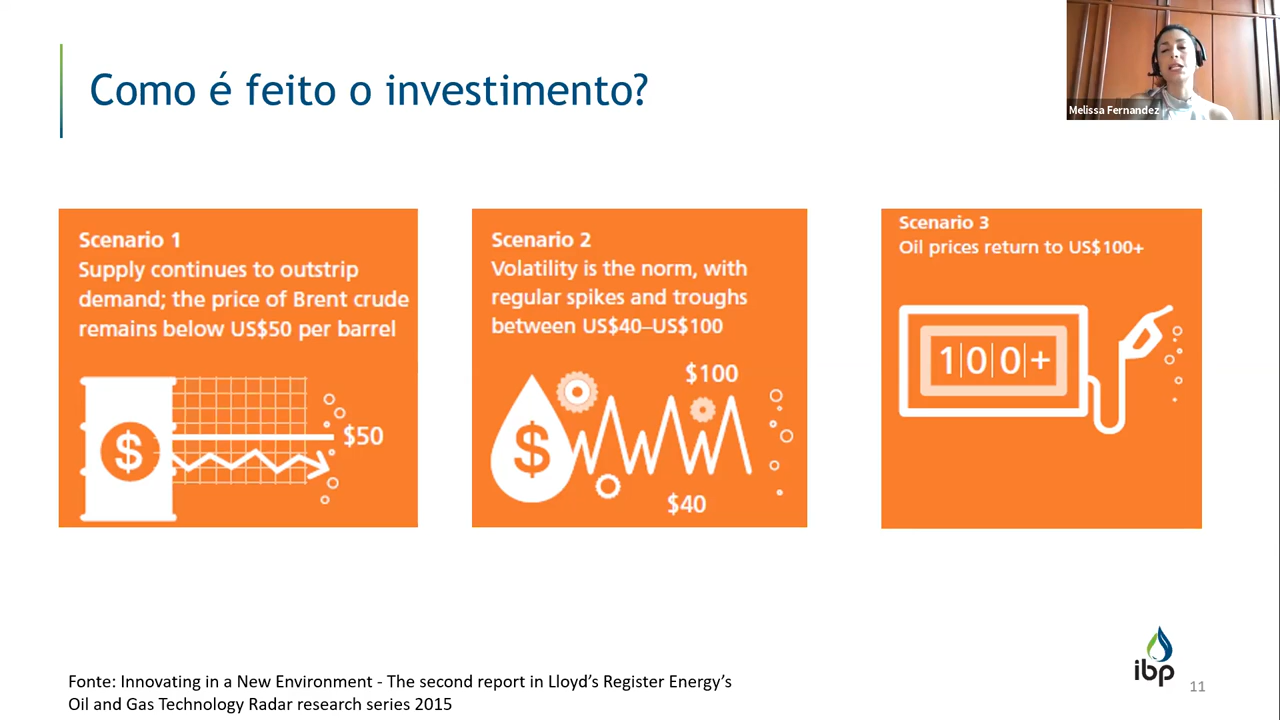 Como é feito o investimento?
Melissa Fernandez
Scenario 1
Supply continues to outstrip
demand; the price of Brent crude
remains below US$50 per barrel
$
$50
Scenario 2
Volatility is the norm, with
regular spikes and troughs
between US$40–US$100
$100
$
$40
Scenario 3
Oil prices return to US$100+
100+
Fonte: Innovating in a New Environment - The second report in Lloyd’s Register Energy’s
Oil and Gas Technology Radar research series 2015
ibp
11